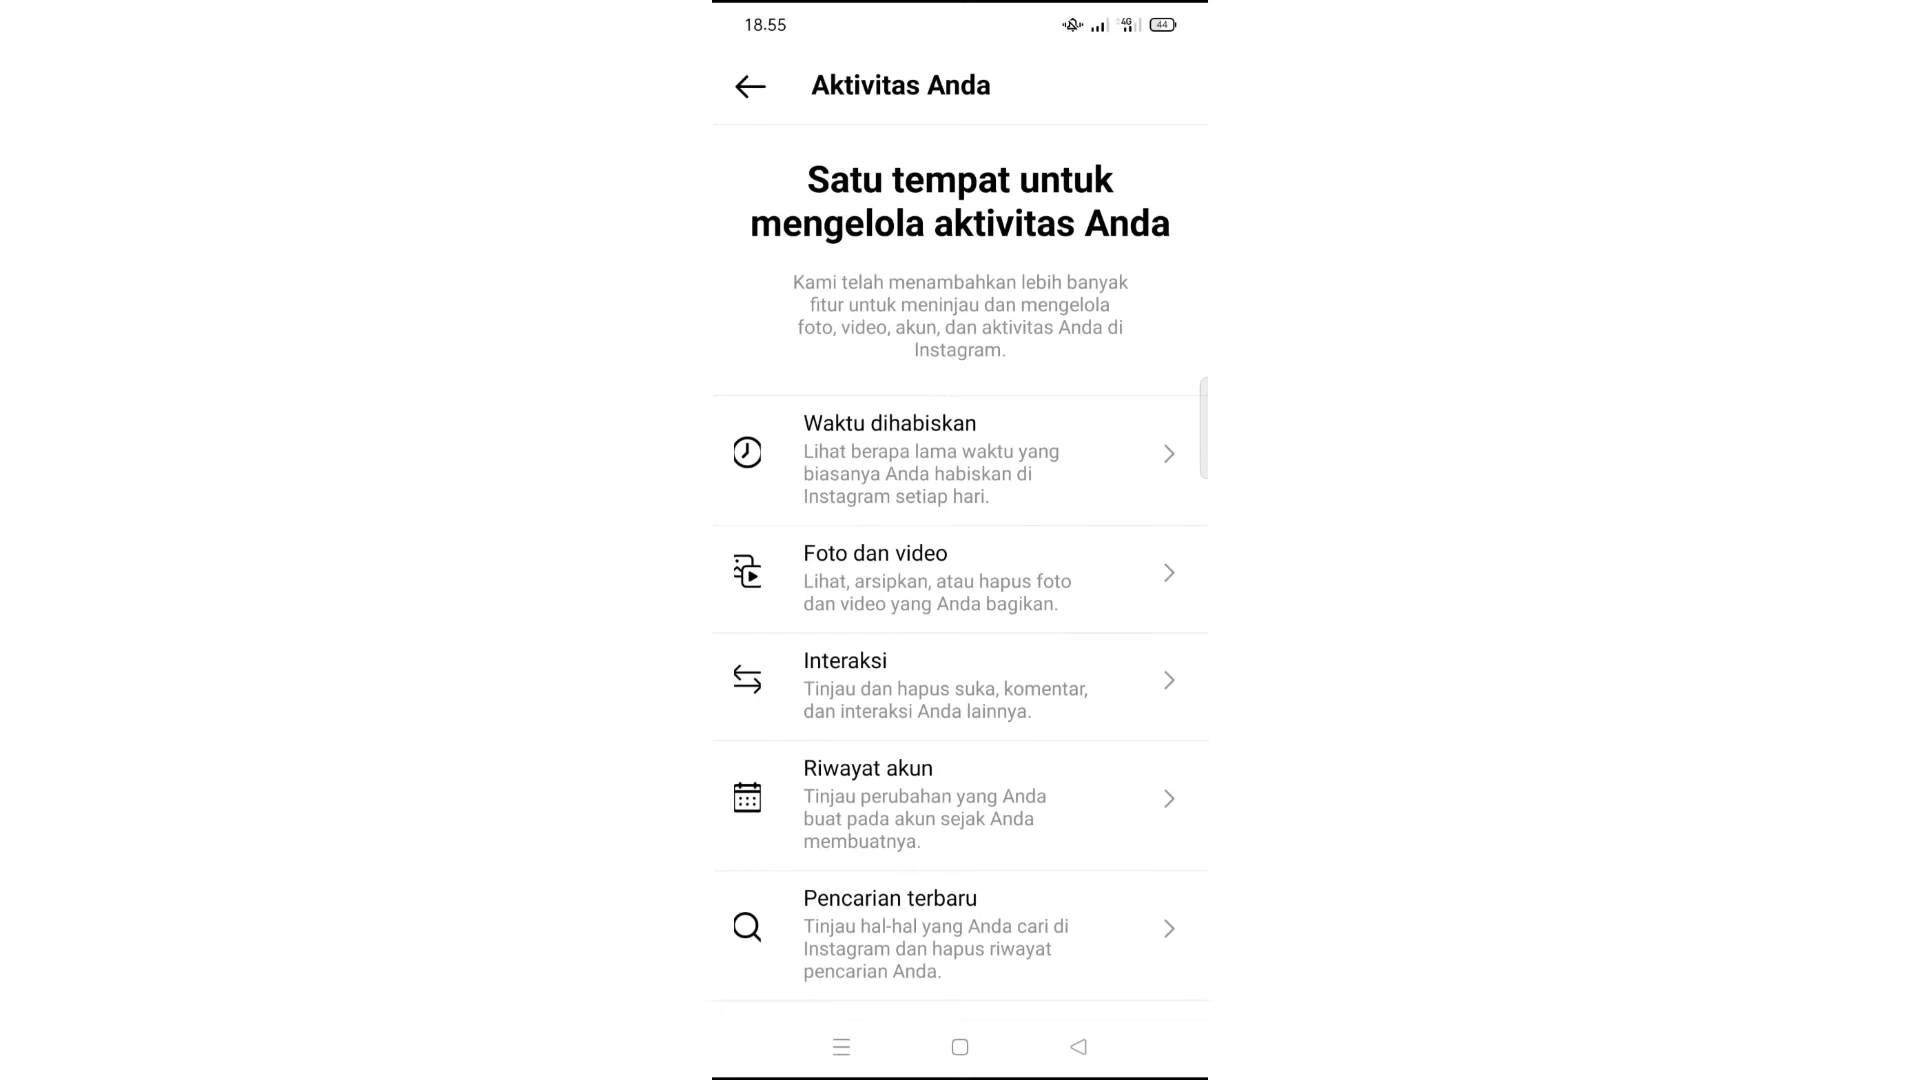 18.55
4G
44
Aktivitas Anda
Satu tempat untuk
mengelola aktivitas Anda
Kami telah menambahkan lebih banyak
fitur untuk meninjau dan mengelola
foto, video, akun, dan aktivitas Anda di
Instagram.
Waktu dihabiskan
Lihat berapa lama waktu yang
biasanya Anda habiskan di
Instagram setiap hari.
Foto dan video
Lihat, arsipkan, atau hapus foto
dan video yang Anda bagikan.
Interaksi
Tinjau dan hapus suka, komentar,
dan interaksi Anda lainnya.
Riwayat akun
Tinjau perubahan yang Anda
buat pada akun sejak Anda
membuatnya.
Pencarian terbaru
Tinjau hal-hal yang Anda cari di
Instagram dan hapus riwayat
pencarian Anda.